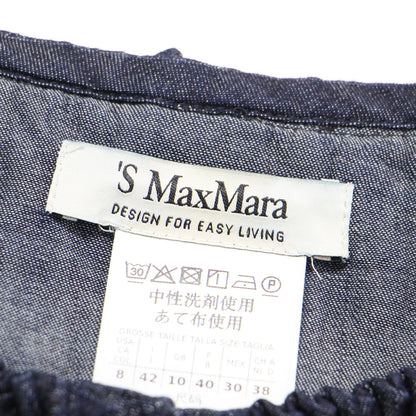 'S MaxMara
DESIGN FOR EASY LIVING
30 P
中性洗剤使用
あて布使用
GROSSE TAILLE TALLA SIZE TAGLIA
USA I GB F MEX CH A
8 42 10 40 30 38